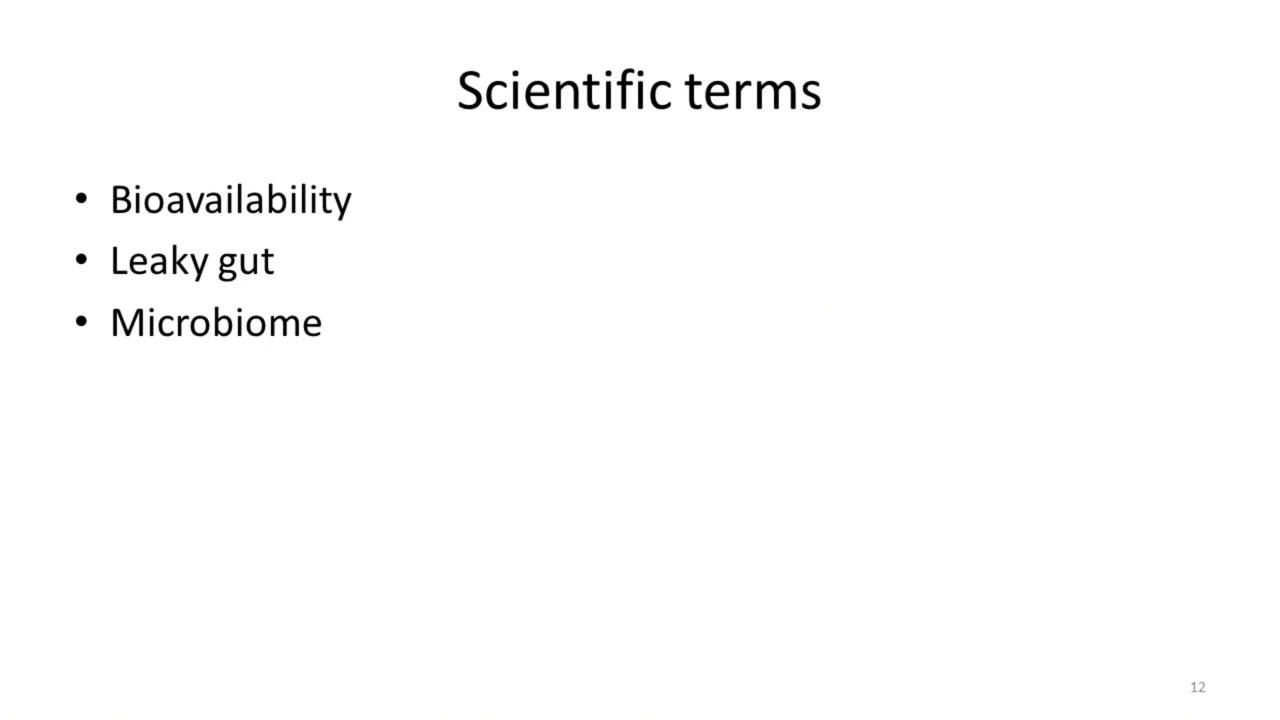 Scientific terms
• Bioavailability
• Leaky gut
• Microbiome
12